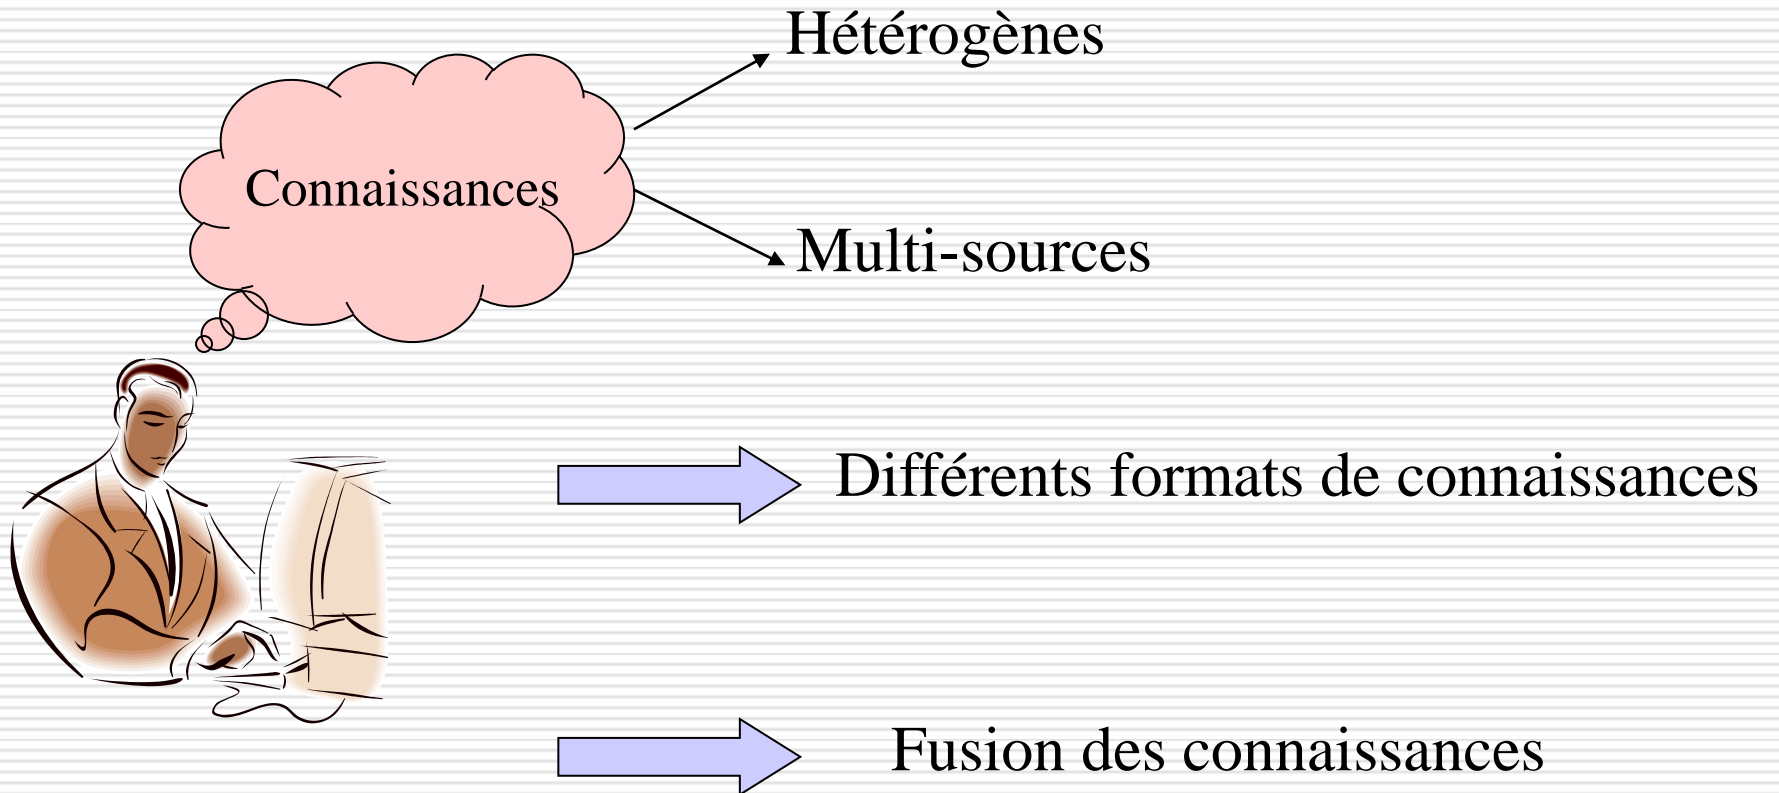 Hétérogènes
Connaissances
Multi-sources
Différents formats de connaissances
Fusion des connaissances